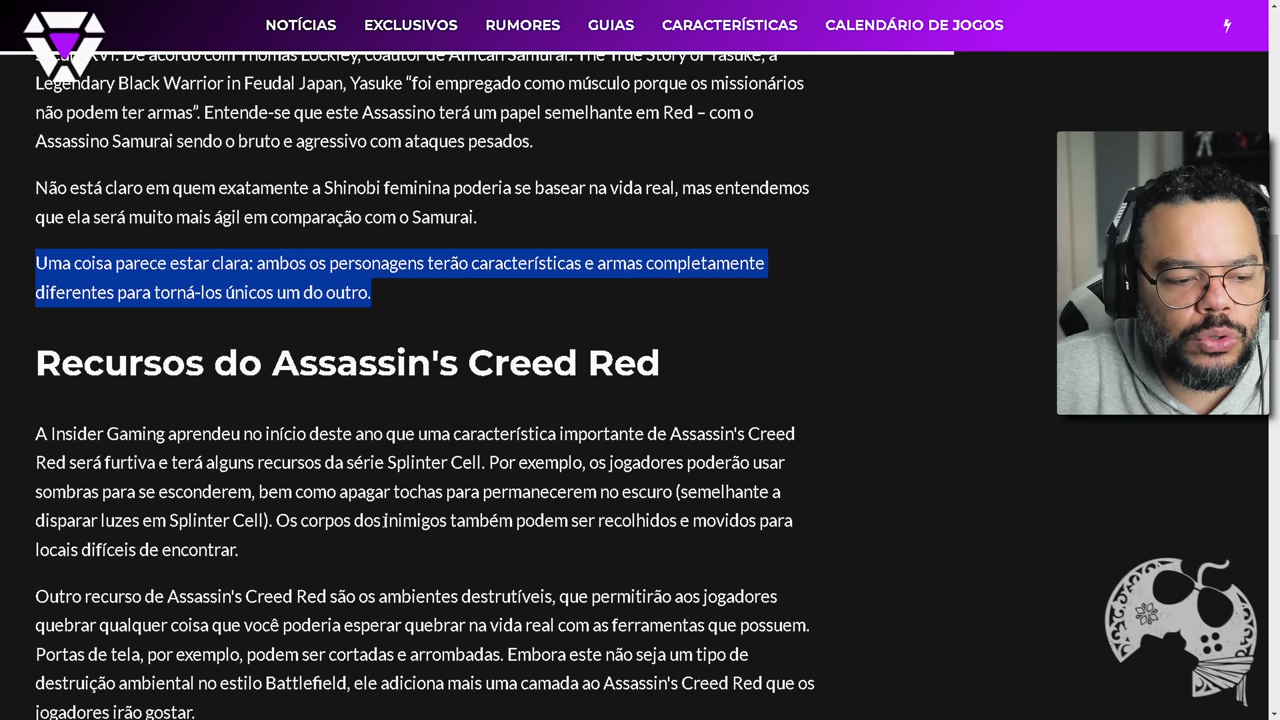 NOTÍCIAS EXCLUSIVOS RUMORES GUIAS CARACTERÍSTICAS CALENDÁRIO DE JOGOS
século XVI. De acordo com Thomas Lockley, coautor de African Samurai: The True Story of Yasuke, a
Legendary Black Warrior in Feudal Japan, Yasuke “foi empregado como músculo porque os missionários
não podem ter armas”. Entende-se que este Assassino terá um papel semelhante em Red – com o
Assassino Samurai sendo o bruto e agressivo com ataques pesados.
Não está claro em quem exatamente a Shinobi feminina poderia se basear na vida real, mas entendemos
que ela será muito mais ágil em comparação com o Samurai.
Uma coisa parece estar clara: ambos os personagens terão características e armas completamente
diferentes para torná-los únicos um do outro.
Recursos do Assassin's Creed Red
A Insider Gaming aprendeu no início deste ano que uma característica importante de Assassin's Creed
Red será furtiva e terá alguns recursos da série Splinter Cell. Por exemplo, os jogadores poderão usar
sombras para se esconderem, bem como apagar tochas para permanecerem no escuro (semelhante a
disparar luzes em Splinter Cell). Os corpos dos inimigos também podem ser recolhidos e movidos para
locais difíceis de encontrar.
Outro recurso de Assassin's Creed Red são os ambientes destrutíveis, que permitirão aos jogadores
quebrar qualquer coisa que você poderia esperar quebrar na vida real com as ferramentas que possuem.
Portas de tela, por exemplo, podem ser cortadas e arrombadas. Embora este não seja um tipo de
destruição ambiental no estilo Battlefield, ele adiciona mais uma camada ao Assassin's Creed Red que os
jogadores irão gostar.